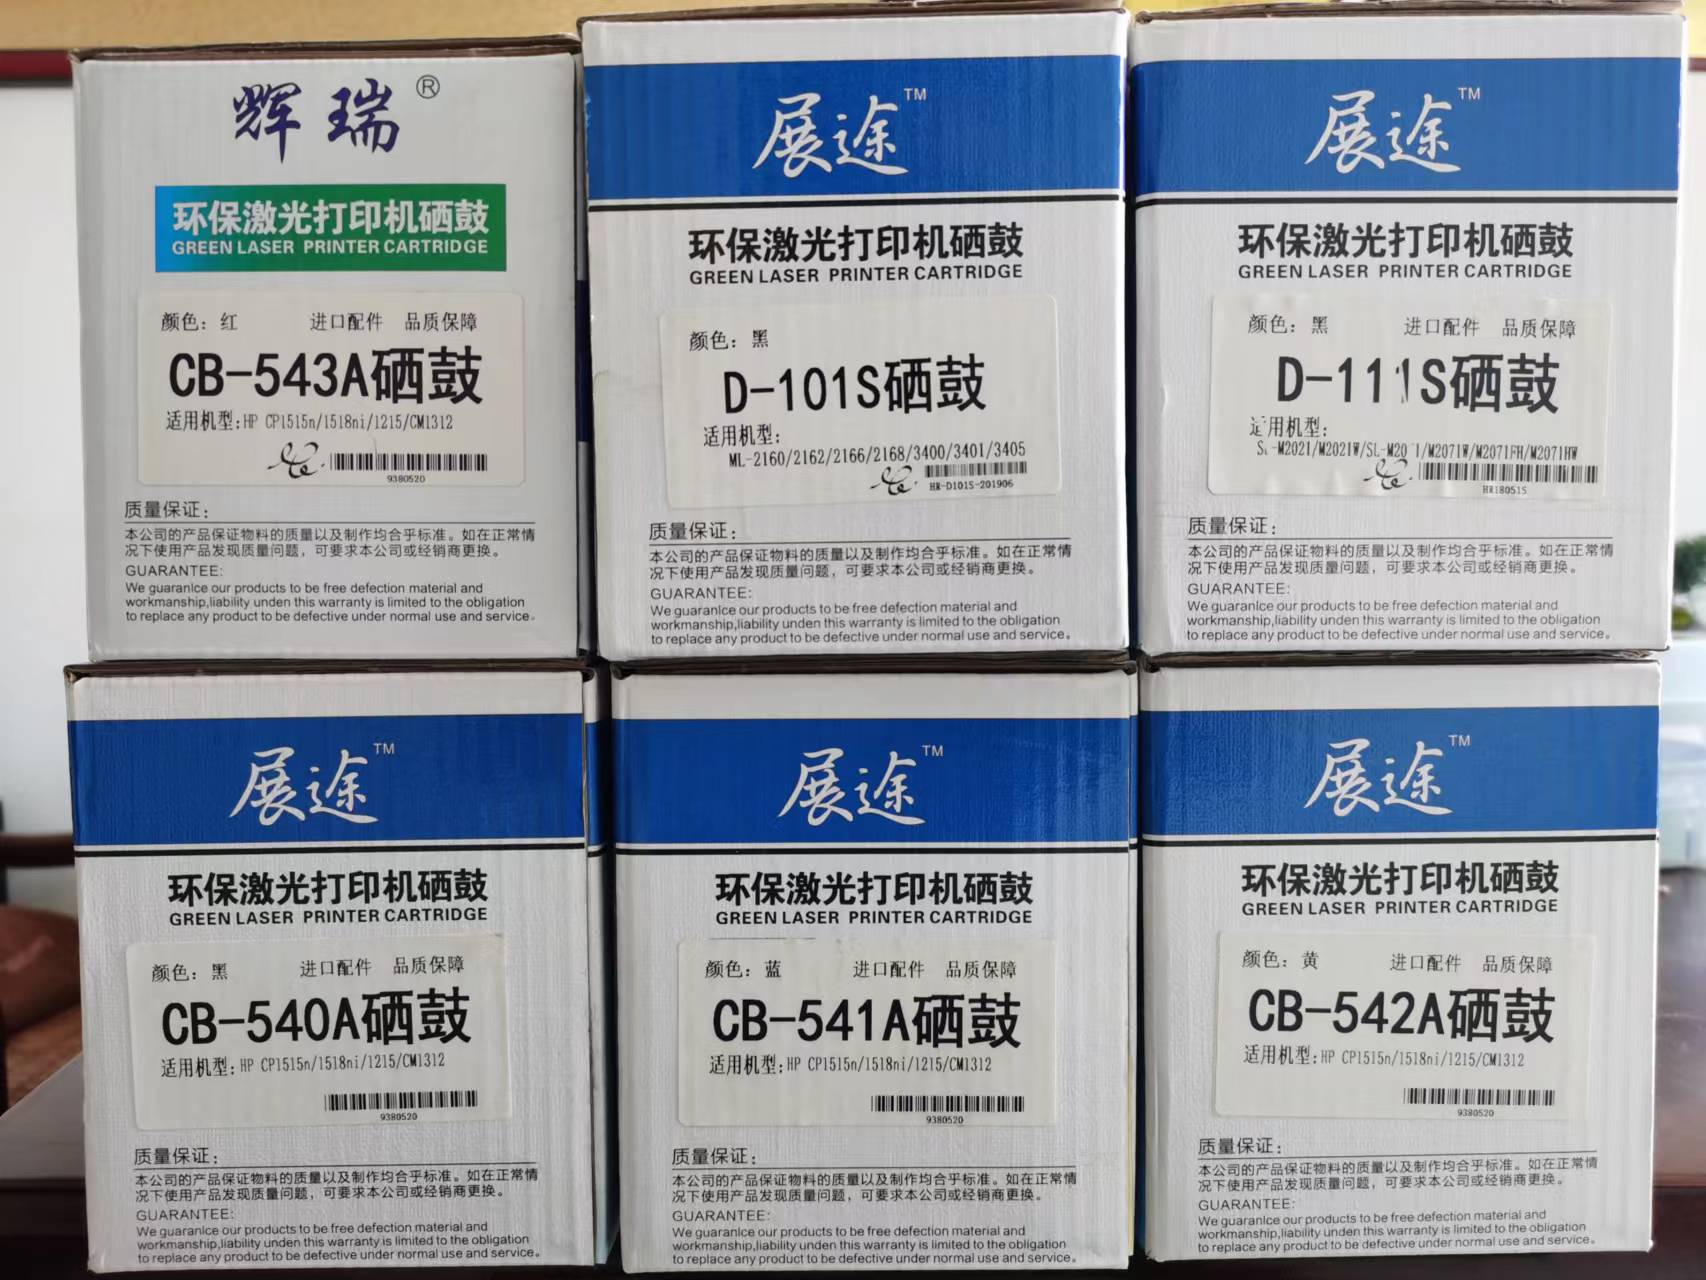 辉瑞®
环保激光打印机硒鼓
GREEN LASER PRINTER CARTRIDGE
颜色：红 进口配件 品质保障
CB-543A硒鼓
适用机型:HP CP1515n/1518ni/1215/CM1312
9380520
质量保证：
本公司的产品保证物料的质量以及制作均合乎标准。如在正常情
况下使用产品发现质量问题，可要求本公司或经销商更换。
GUARANTEE:
We guaranlce our products to be free defection material and
workmanship,liability unden this warranty is limited to the obligation
to replace any product to be defective under normal use and service.
展途™
环保激光打印机硒鼓
GREEN LASER PRINTER CARTRIDGE
颜色：黑
D-101S硒鼓
适用机型：
ML-2160/2162/2166/2168/3400/3401/3405
HR-D101S-201906
质量保证：
本公司的产品保证物料的质量以及制作均合乎标准。如在正常情
况下使用产品发现质量问题，可要求本公司或经销商更换。
GUARANTEE:
We guaranlce our products to be free defection material and
workmanship,liability unden this warranty is limited to the obligation
to replace any product to be defective under normal use and service.
展途™
环保激光打印机硒鼓
GREEN LASER PRINTER CARTRIDGE
颜色：黑 进口配件 品质保障
D-111S硒鼓
适用机型：
M2021/M2021W/ /M2071W/M2071FH/M2071HW
HR18051S
质量保证：
本公司的产品保证物料的质量以及制作均合乎标准。如在正常情
况下使用产品发现质量问题，可要求本公司或经销商更换。
GUARANTEE:
We guaranlce our products to be free defection material and
workmanship,liability unden this warranty is limited to the obligation
to replace any product to be defective under normal use and service.
展途™
环保激光打印机硒鼓
GREEN LASER PRINTER CARTRIDGE
颜色：黑 进口配件 品质保障
CB-540A硒鼓
适用机型:HP CP1515n/1518ni/1215/CM1312
9380520
质量保证：
本公司的产品保证物料的质量以及制作均合乎标准。如在正常情
况下使用产品发现质量问题，可要求本公司或经销商更换。
GUARANTEE:
We guaranlce our products to be free defection material and
workmanship,liability unden this warranty is limited to the obligation
to replace any product to be defective under normal use and service.
展途™
环保激光打印机硒鼓
GREEN LASER PRINTER CARTRIDGE
颜色：蓝 进口配件 品质保障
CB-541A硒鼓
适用机型:HP CP1515n/1518ni/1215/CM1312
9380520
质量保证：
本公司的产品保证物料的质量以及制作均合乎标准。如在正常情
况下使用产品发现质量问题，可要求本公司或经销商更换。
GUARANTEE:
We guaranlce our products to be free defection material and
workmanship,liability unden this warranty is limited to the obligation
to replace any product to be defective under normal use and service.
展途™
环保激光打印机硒鼓
GREEN LASER PRINTER CARTRIDGE
颜色：黄 进口配件 品质保障
CB-542A硒鼓
适用机型:HP CP1515n/1518ni/1215/CM1312
9380520
质量保证：
本公司的产品保证物料的质量以及制作均合乎标准。如在正常情
况下使用产品发现质量问题，可要求本公司或经销商更换。
GUARANTEE:
We guaranlce our products to be free defection material and
workmanship,liability unden this warranty is limited to the obligation
to replace any product to be defective under normal use and service.